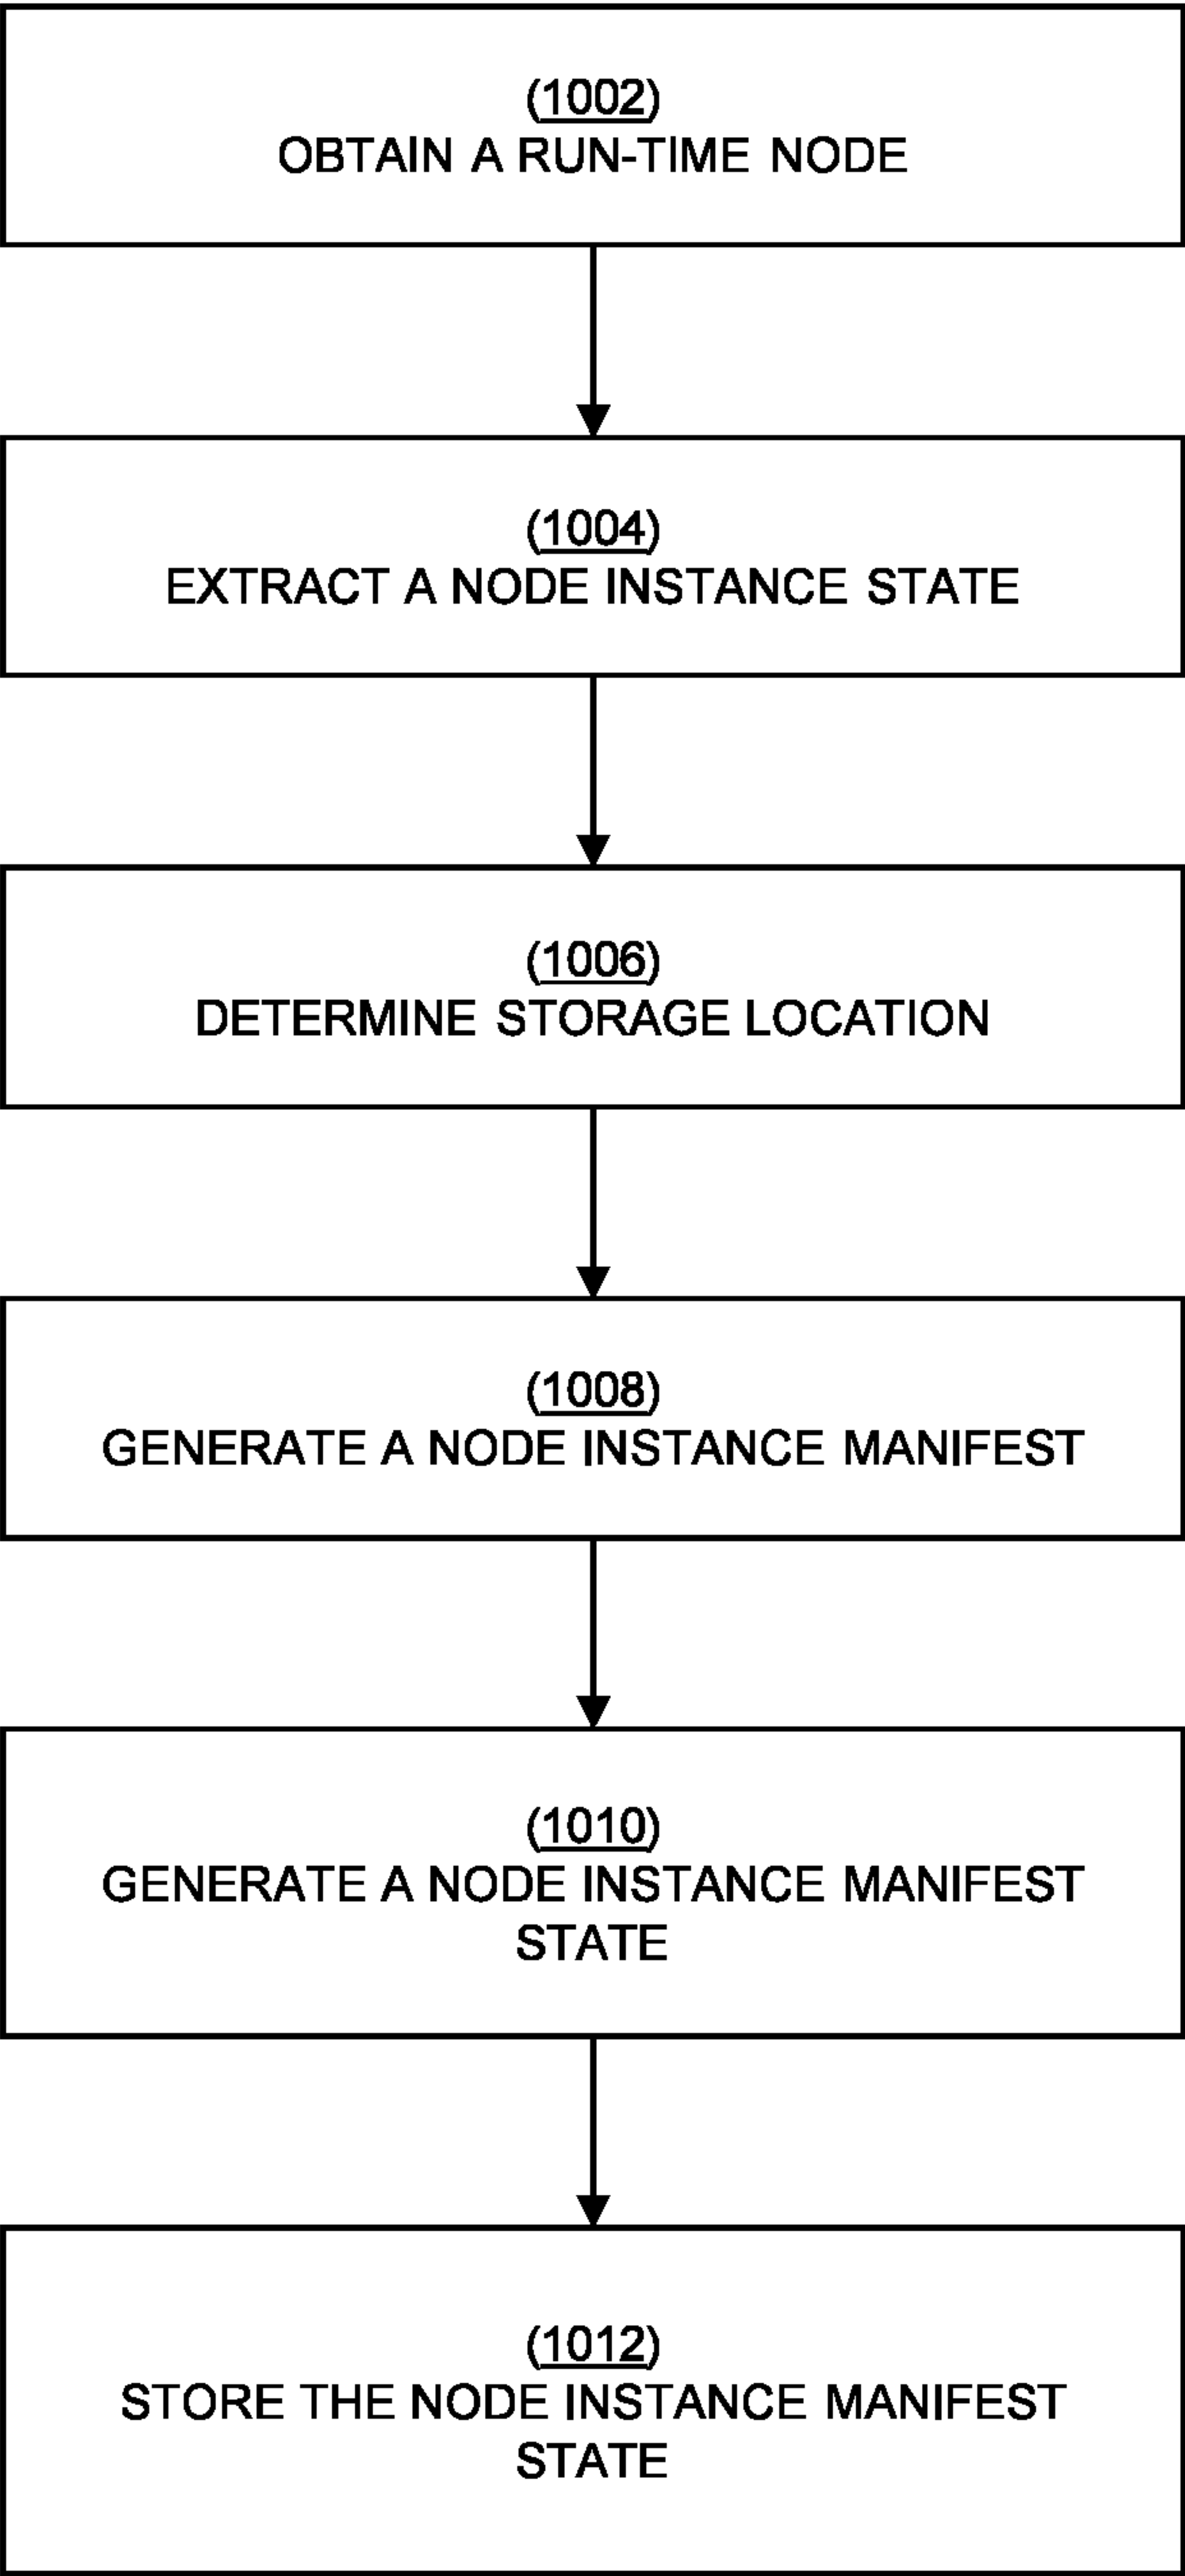 (1002)
OBTAIN A RUN-TIME NODE
(1004)
EXTRACT A NODE INSTANCE STATE
(1006)
DETERMINE STORAGE LOCATION
(1008)
GENERATE A NODE INSTANCE MANIFEST
(1010)
GENERATE A NODE INSTANCE MANIFEST
STATE
(1012)
STORE THE NODE INSTANCE MANIFEST
STATE